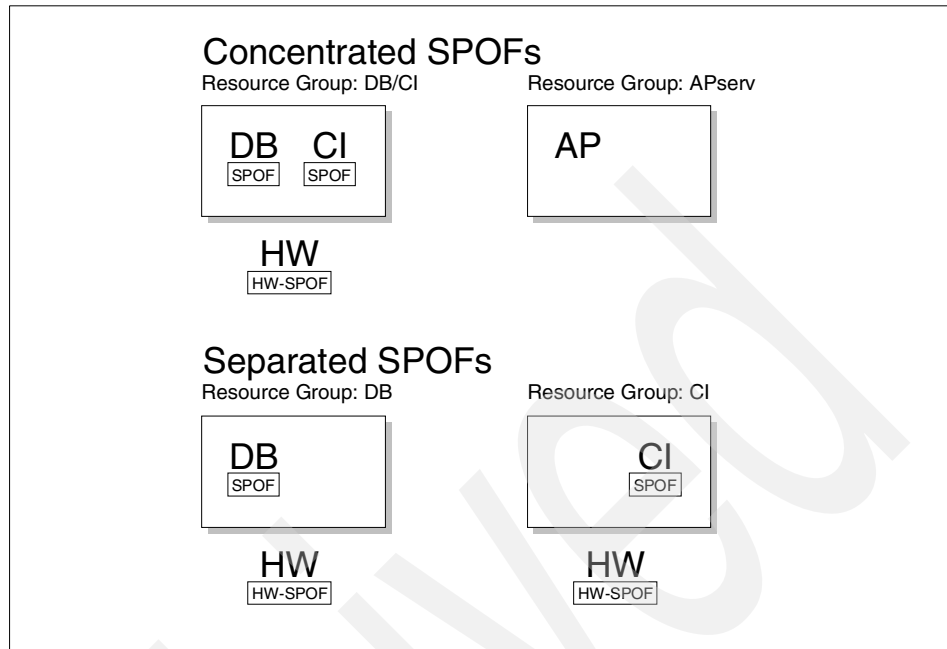 Concentrated SPOFs
Resource Group: DB/CI Resource Group: APserv
DB CI AP
SPOF SPOF
HW
HW-SPOF
Separated SPOFs
Resource Group: DB Resource Group: CI
DB CI
SPOF SPOF
HW HW
HW-SPOF HW-SPOF